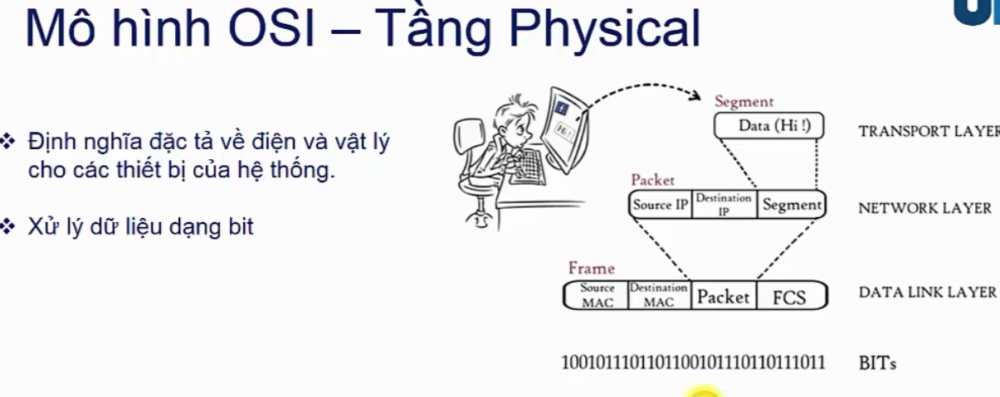 Mô hình OSI – Tầng Physical
❖ Định nghĩa đặc tả về điện và vật lý
cho các thiết bị của hệ thống.
❖ Xử lý dữ liệu dạng bit
Hi !
Segment
Data (Hi !)
TRANSPORT LAYER
Packet
Source IP
Destination
IP
Segment
NETWORK LAYER
Frame
Source
MAC
Destination
MAC
Packet
FCS
DATA LINK LAYER
1001011101101100101110110111011
BITs